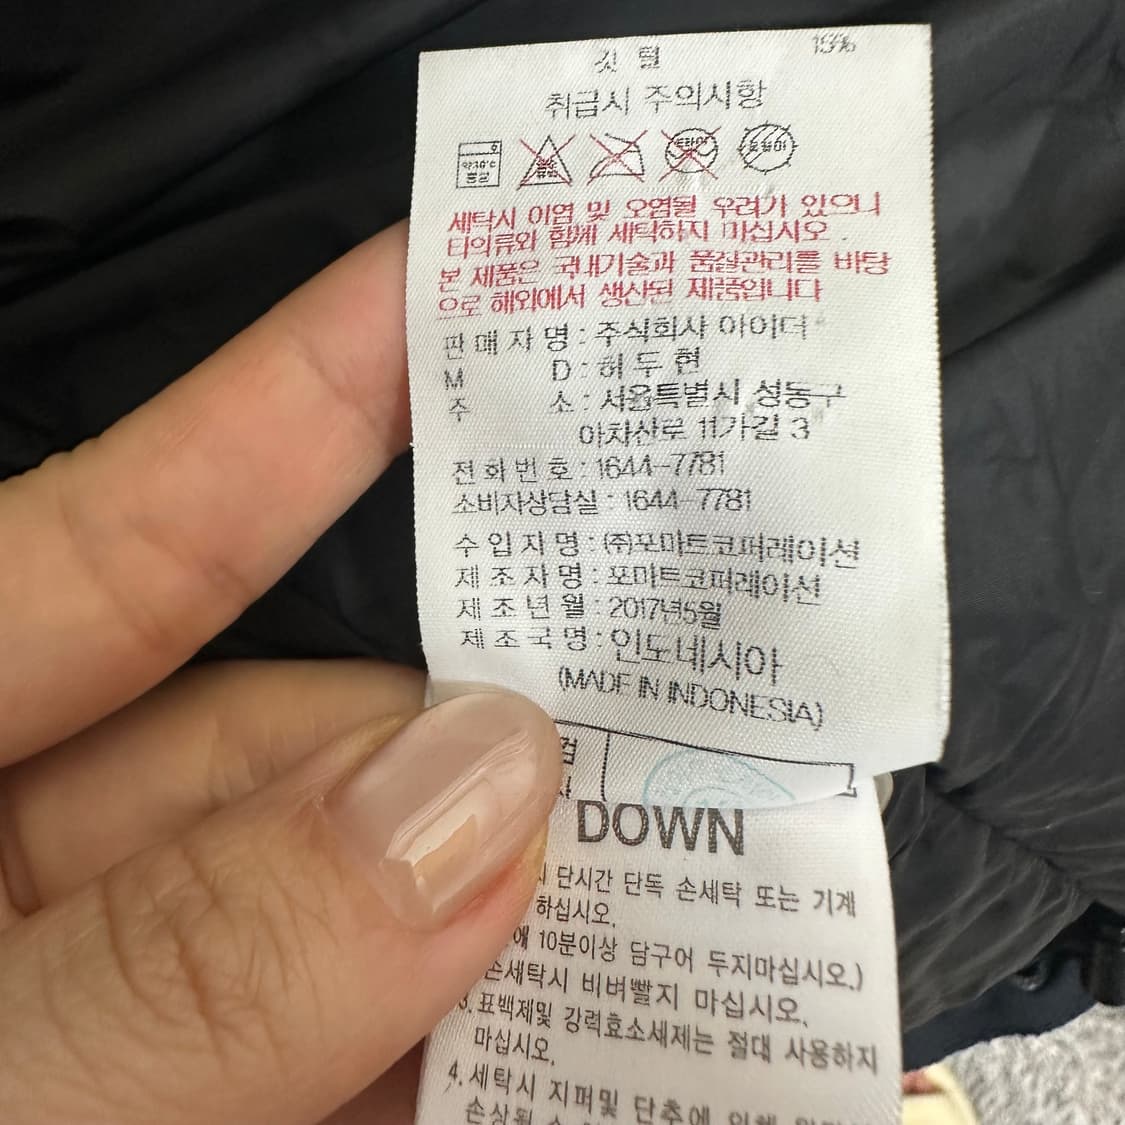 깃 털 15%
취급시 주의사항
약30℃
중성
세탁시 이염 및 오염될 우려가 있으니
타의류와 함께 세탁하지 마십시오.
본 제품은 국내기술과 품질관리를 바탕
으로 해외에서 생산된 제품입니다
판 매 자 명 : 주식회사 아이더
M D : 허 두 현
주 소 : 서울특별시 성동구
아차산로 11가길 3
전 화 번 호 : 1644-7781
소비자상담실 : 1644-7781
수 입 자 명 : (주)포마트코퍼레이션
제 조 자 명 : 포마트코퍼레이션
제 조 년 월 : 2017년5월
제 조 국 명 : 인도네시아
(MADE IN INDONESIA)
DOWN
단시간 단독 손세탁 또는 기계
하십시오.
10분이상 담구어 두지마십시오.)
손세탁시 비벼빨지 마십시오.
3. 표백제및 강력효소세제는 절대 사용하지
마십시오.
4. 세탁시 지퍼및 단추에 의해